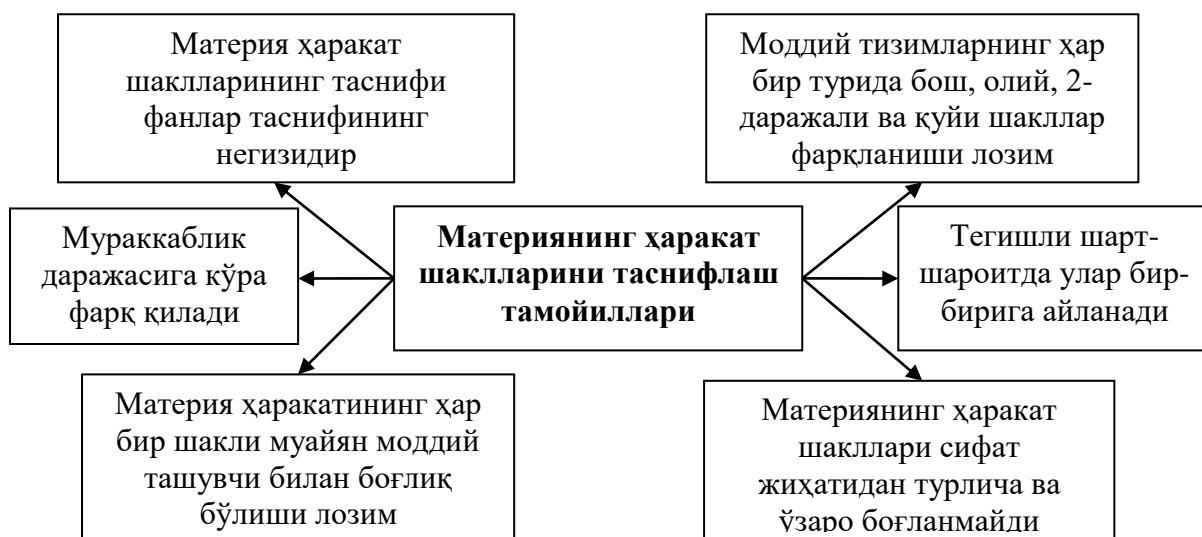 Материя ҳаракат
шаклларининг таснифи
фанлар таснифининг
негизидир
Моддий тизимларнинг ҳар
бир турида бош, олий, 2-
даражали ва қуйи шакллар
фарқланиши лозим
Мураккаблик
даражасига кўра
фарқ қилади
Материянинг ҳаракат
шаклларини таснифлаш
тамойиллари
Тегишли шарт-
шароитда улар бир-
бирига айланади
Материя ҳаракатининг ҳар
бир шакли муайян моддий
ташувчи билан боғлиқ
бўлиши лозим
Материянинг ҳаракат
шакллари сифат
жиҳатидан турлича ва
ўзаро боғланмайди